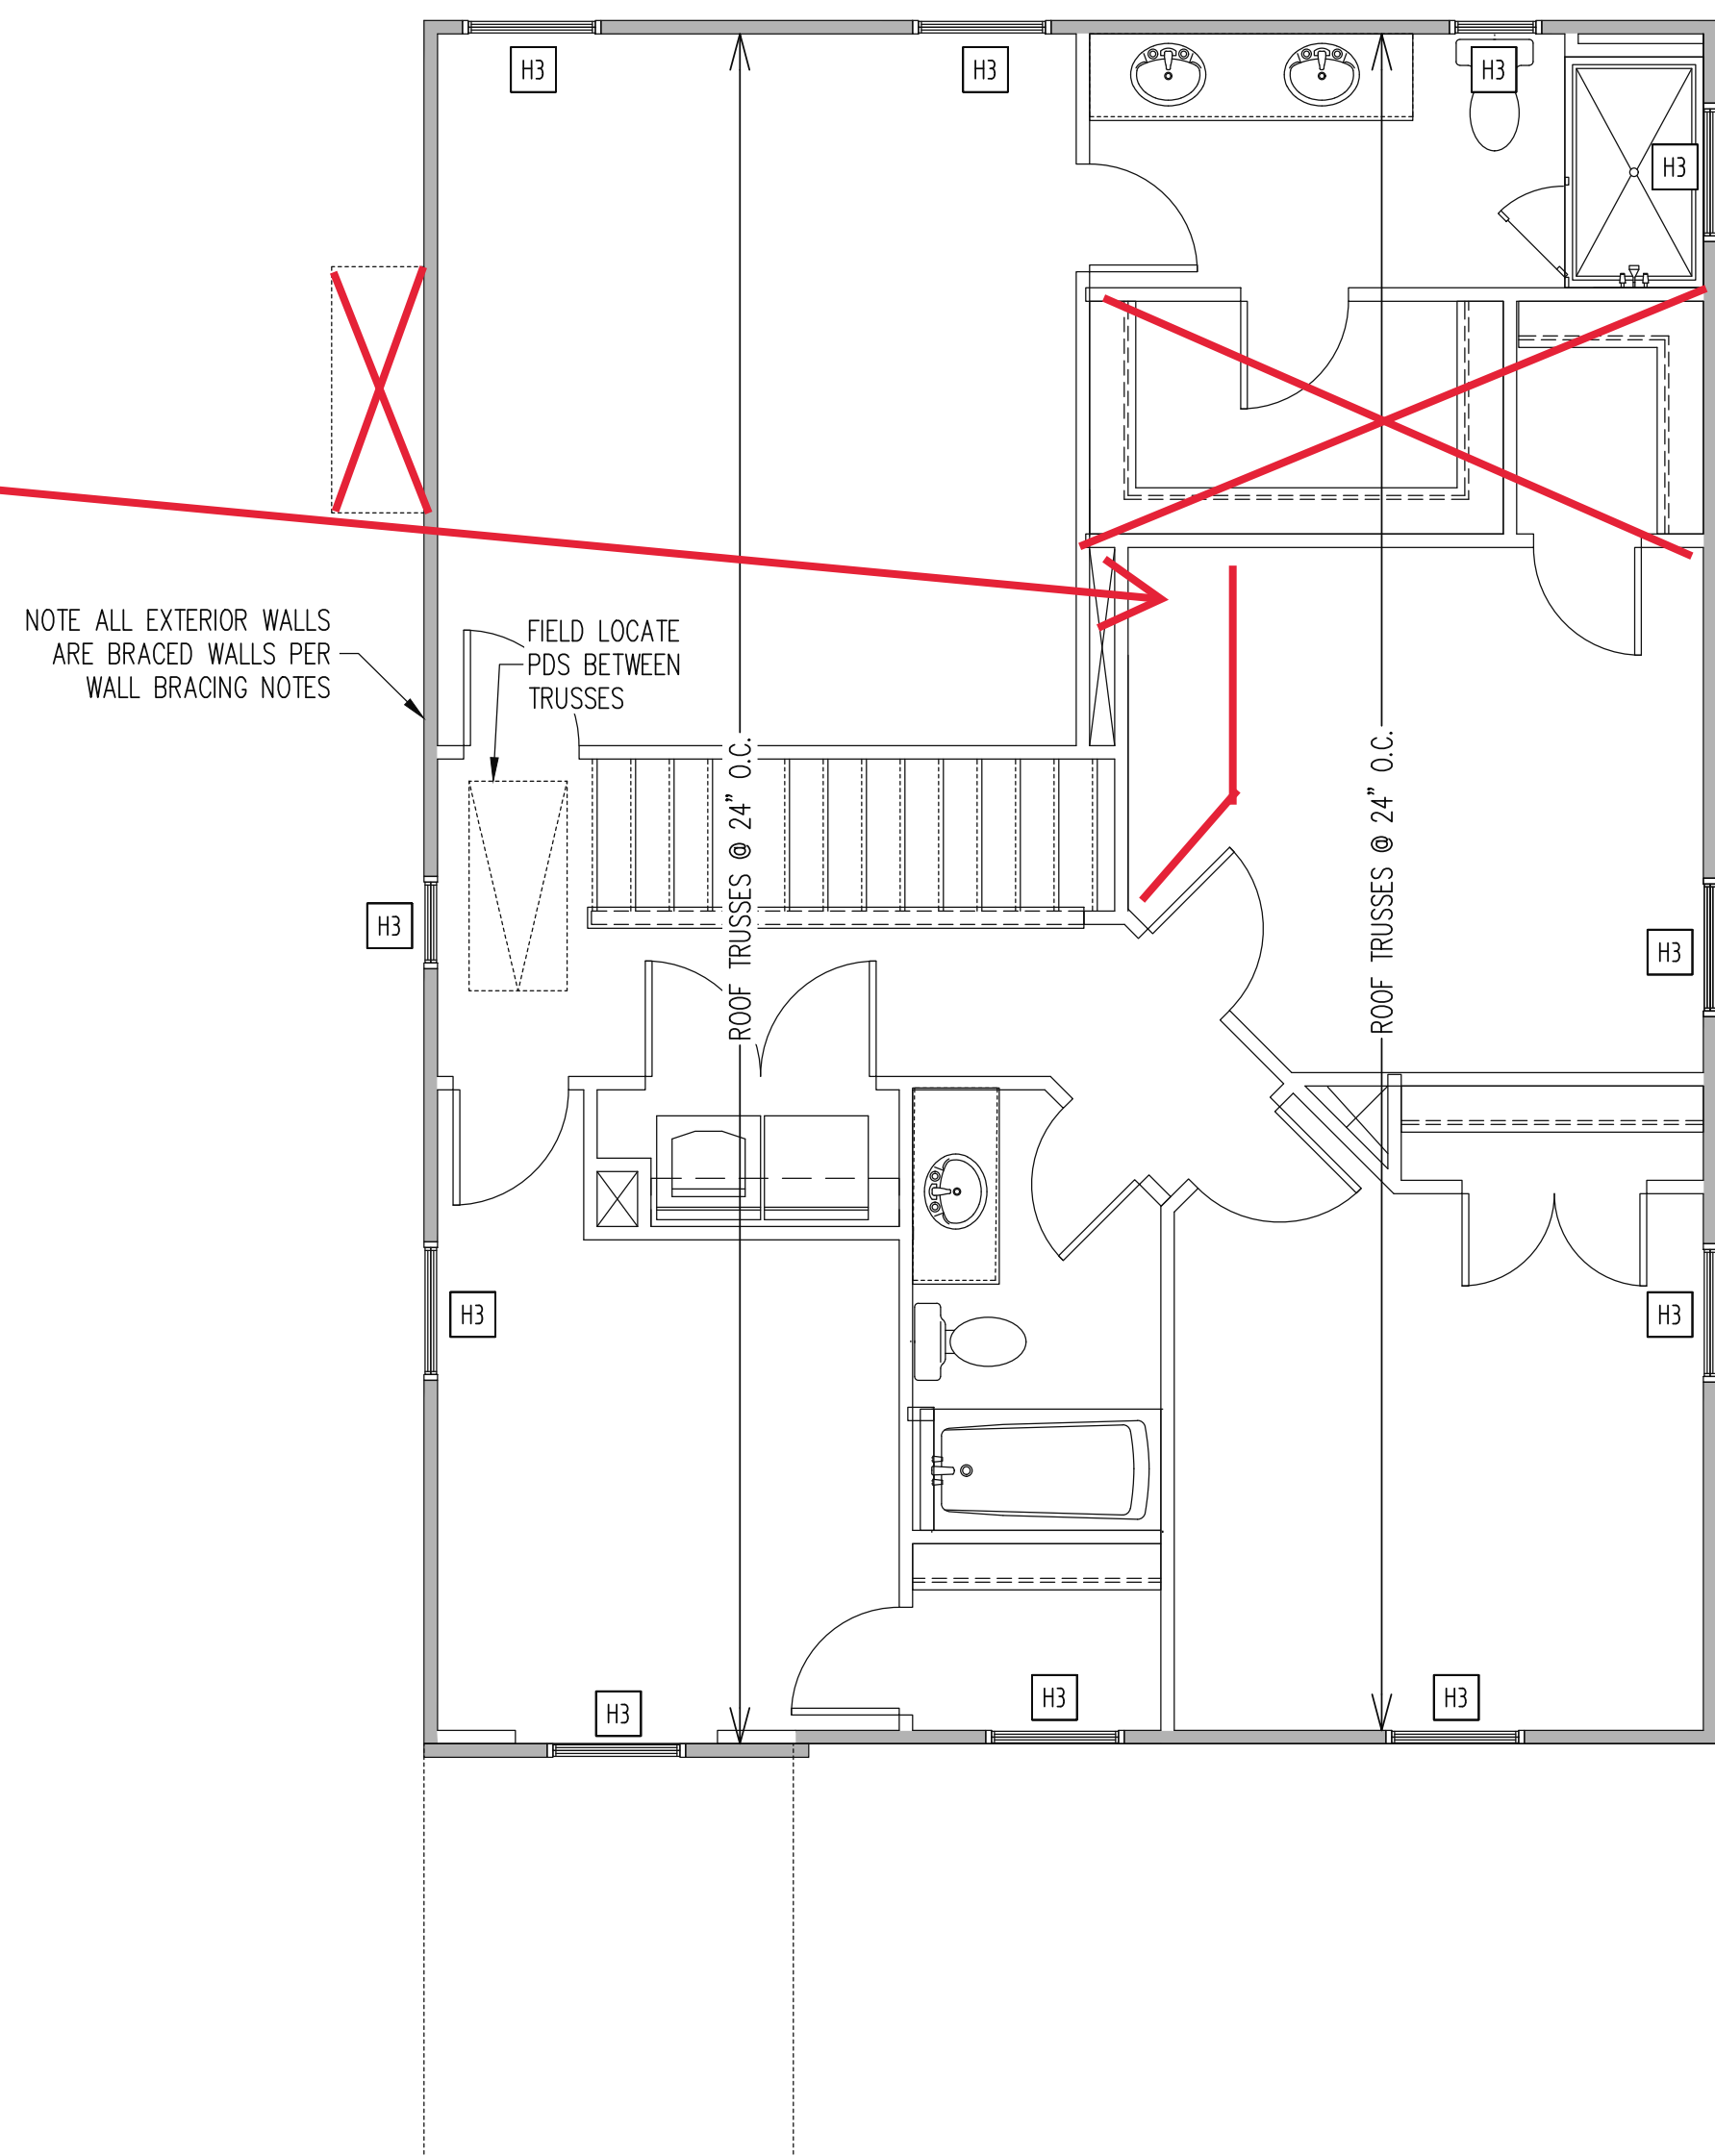 H3
H3
H3
H3
NOTE ALL EXTERIOR WALLS
ARE BRACED WALLS PER
WALL BRACING NOTES
FIELD LOCATE
PDS BETWEEN
TRUSSES
ROOF TRUSSES @ 24" O.C.
ROOF TRUSSES @ 24" O.C.
H3
H3
H3
H3
H3
H3
H3